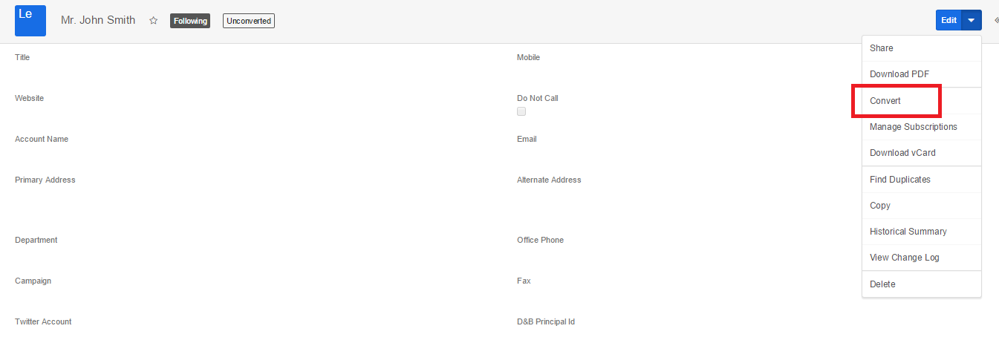 Le
Mr. John Smith Following Unconverted Edit
Title Mobile
Website Do Not Call
Account Name Email
Primary Address Alternate Address
Department Office Phone
Campaign Fax
Twitter Account D&B Principal Id
Share
Download PDF
Convert
Manage Subscriptions
Download vCard
Find Duplicates
Copy
Historical Summary
View Change Log
Delete